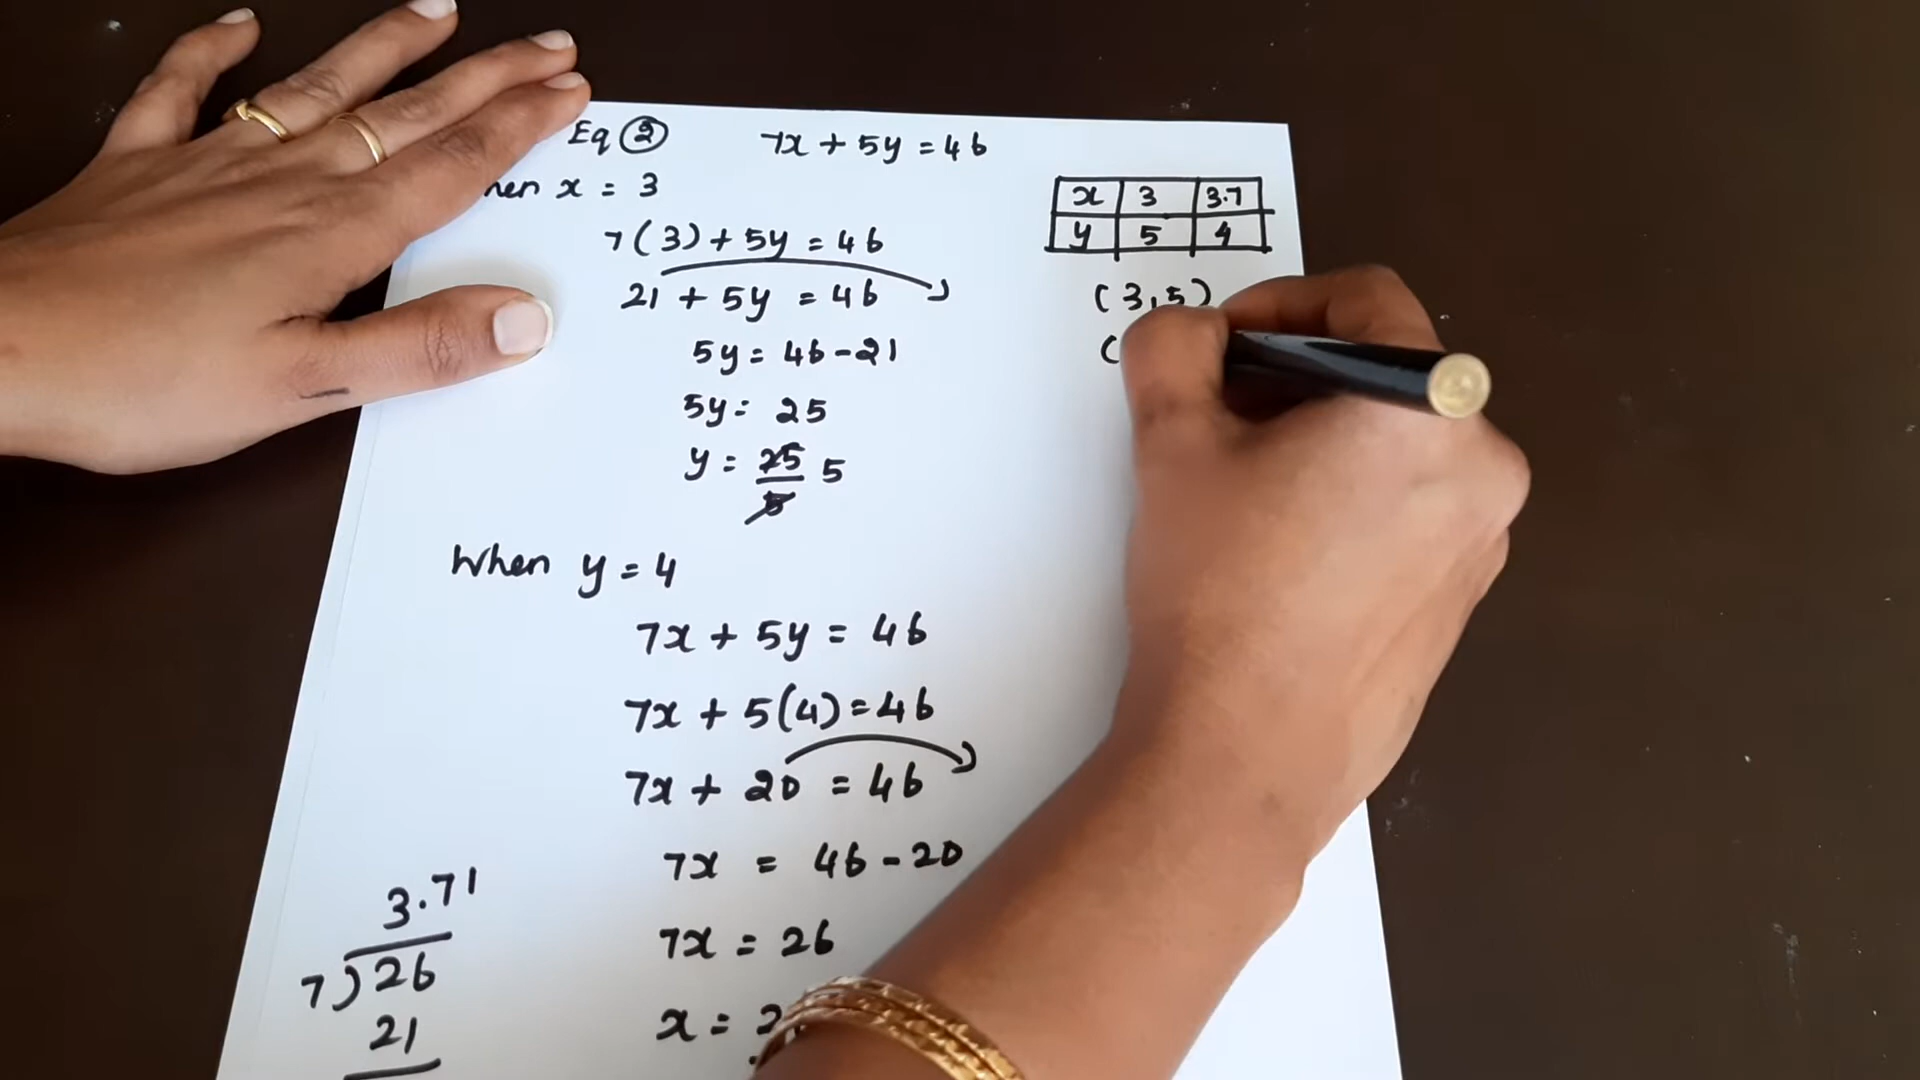 Eq ② 7x + 5y = 46
x = 3
7(3) + 5y = 46
21 + 5y = 46
5y = 46 - 21
5y = 25
y = 25/5 5
x 3 3.7
y 5 4
(3,5)
(
When y = 4
7x + 5y = 46
7x + 5(4) = 46
7x + 20 = 46
7x = 46 - 20
7x = 26
x =
3.71
7)26
21